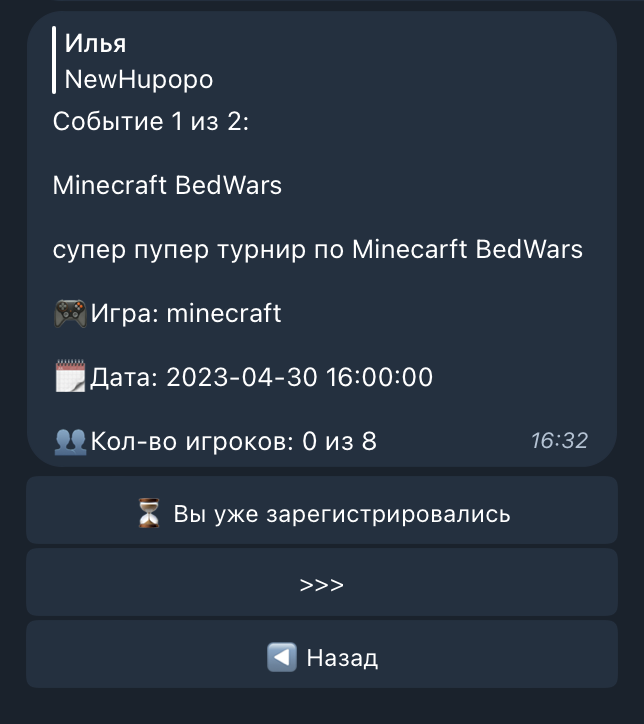 Илья
NewHupopo
Событие 1 из 2:
Minecraft BedWars
супер пупер турнир по Minecarft BedWars
🎮Игра: minecraft
🗓Дата: 2023-04-30 16:00:00
👥Кол-во игроков: 0 из 8
16:32
⏳ Вы уже зарегистрировались
>>>
◀️ Назад